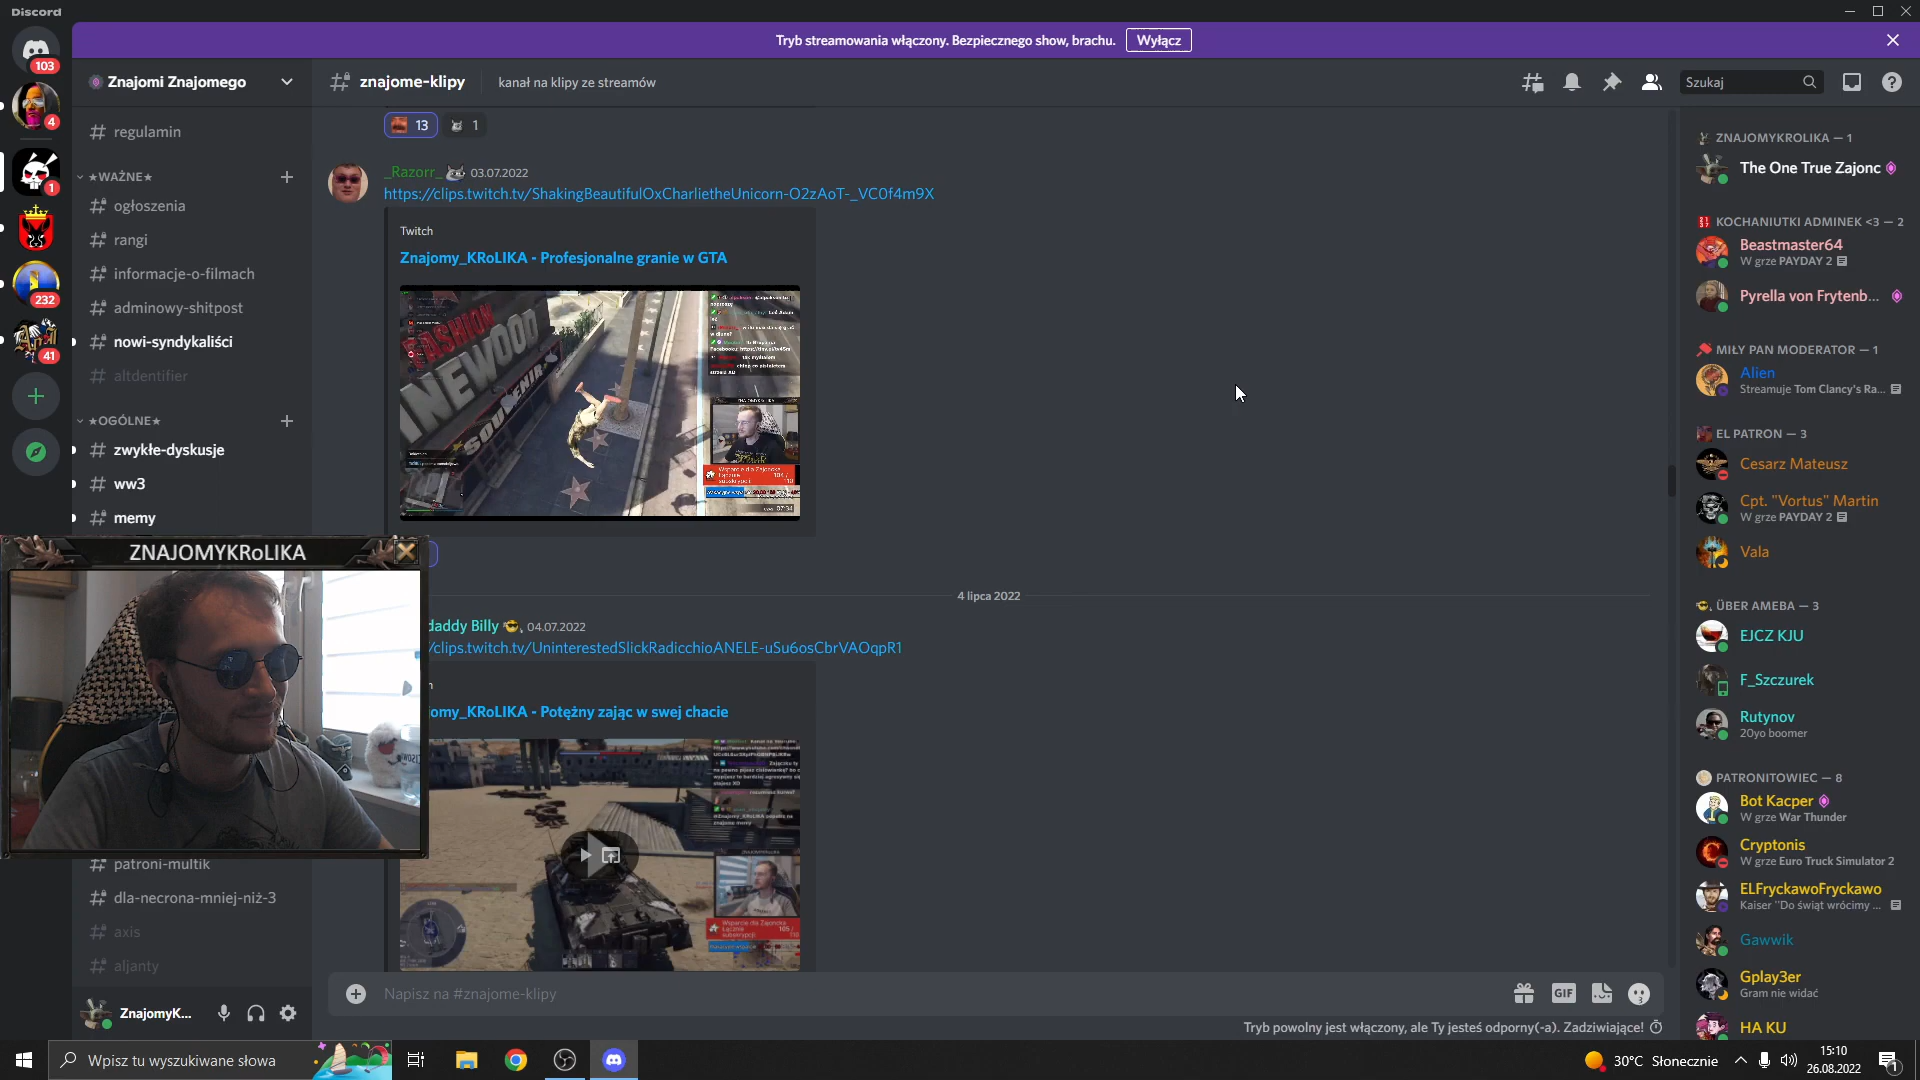 Discord
Tryb streamowania włączony. Bezpiecznego show, brachu.
Wyłącz
103
4
1
232
41
Znajomi Znajomego
regulamin
★WAŻNE★
ogłoszenia
rangi
informacje-o-filmach
adminowy-shitpost
nowi-syndykaliści
altdentifier
★OGÓLNE★
zwykłe-dyskusje
ww3
memy
ZNAJOMYKRoLIKA
patroni-multik
dla-necrona-mniej-niż-3
axis
aljanty
ZnajomyK...
znajome-klipy
kanał na klipy ze streamów
Szukaj
13
1
_Razorr_ 03.07.2022
https://clips.twitch.tv/ShakingBeautifulOxCharlietheUnicorn-O2zAoT-_VC0f4m9X
Twitch
Znajomy_KRoLIKA - Profesjonalne granie w GTA
FASHION
SOUVENIR
07:34
4 lipca 2022
daddy Billy 04.07.2022
/clips.twitch.tv/UninterestedSlickRadicchioANELE-uSu6osCbrVAOqpR1
omy_KRoLIKA - Potężny zając w swej chacie
Napisz na #znajome-klipy
GIF
Tryb powolny jest włączony, ale Ty jesteś odporny(-a). Zadziwiające!
ZNAJOMYKROLIKA — 1
The One True Zajonc
KOCHANIUTKI ADMINEK <3 — 2
Beastmaster64
W grze PAYDAY 2
Pyrella von Frytenb...
MIŁY PAN MODERATOR — 1
Alien
Streamuje Tom Clancy's Ra...
EL PATRON — 3
Cesarz Mateusz
Cpt. "Vortus" Martin
W grze PAYDAY 2
Vala
ÜBER AMEBA — 3
EJCZ KJU
F_Szczurek
Rutynov
20yo boomer
PATRONITOWIEC — 8
Bot Kacper
W grze War Thunder
Cryptonis
W grze Euro Truck Simulator 2
ELFryckawoFryckawo
Kaiser "Do świąt wrócimy ...
Gawwik
Gplay3er
Gram nie widać
HA KU
Wpisz tu wyszukiwane słowa
30°C Słonecznie
15:10
26.08.2022
1